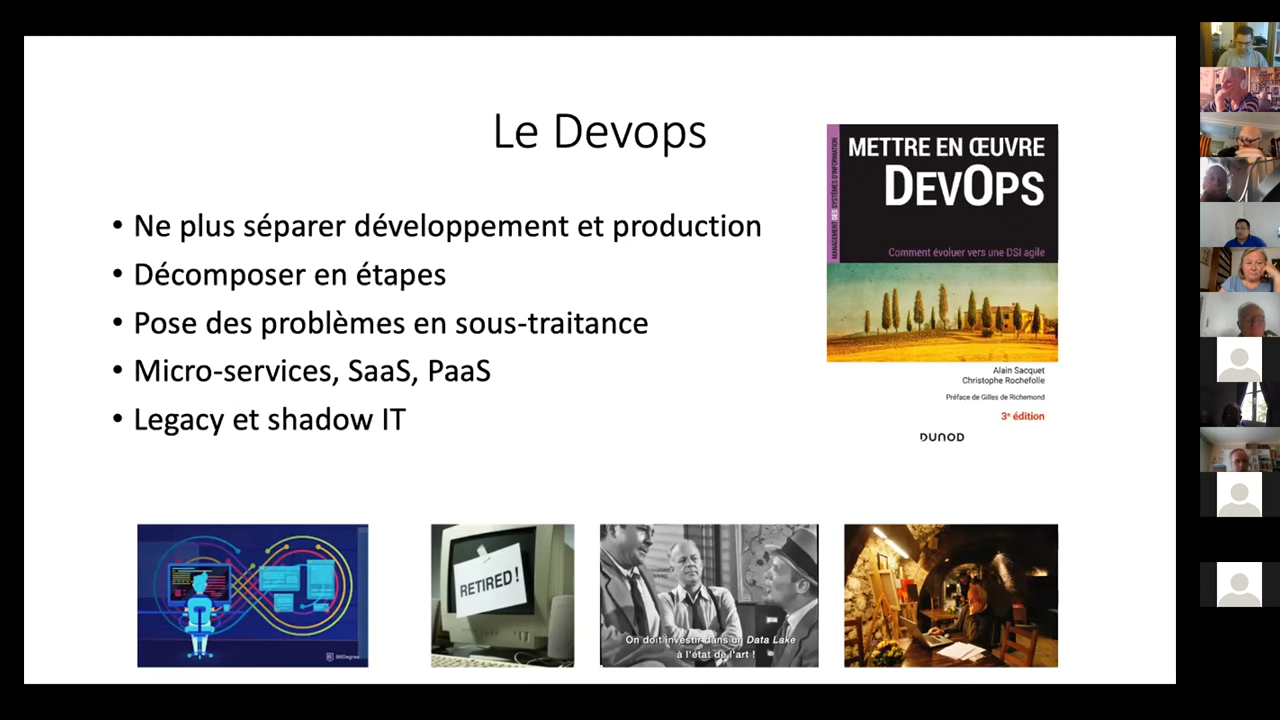 Le Devops
• Ne plus séparer développement et production
• Décomposer en étapes
• Pose des problèmes en sous-traitance
• Micro-services, SaaS, PaaS
• Legacy et shadow IT
MANAGEMENT DES SYSTÈMES D'INFORMATION
METTRE EN ŒUVRE
DEVOPS
Comment évoluer vers une DSI agile
Alain Sacquet
Christophe Rochefolle
Préface de Gilles de Richemond
3e édition
DUNOD
BitDegree
RETIRED!
On doit investir dans un Data Lake
à l'état de l'art !